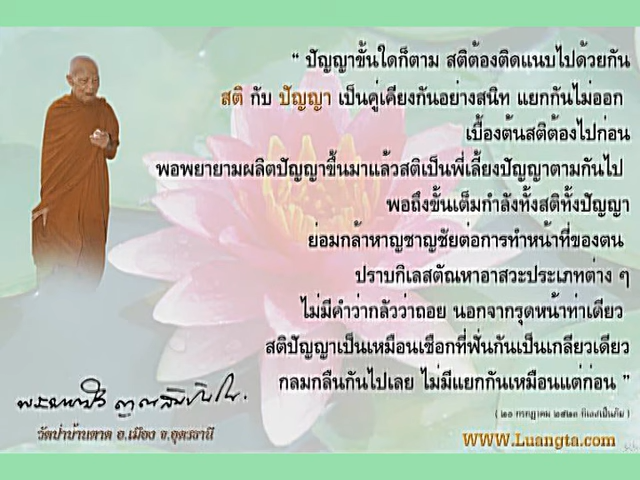 “ ปัญญาขั้นใดก็ตาม สติต้องติดแนบไปด้วยกัน
สติ กับ ปัญญา เป็นคู่เคียงกันอย่างสนิท แยกกันไม่ออก
เบื้องต้นสติต้องไปก่อน
พอพยายามผลิตปัญญาขึ้นมาแล้วสติเป็นพี่เลี้ยงปัญญาตามกันไป
พอถึงขั้นเต็มกำลังทั้งสติทั้งปัญญา
ย่อมกล้าหาญชาญชัยต่อการทำหน้าที่ของตน
ปราบกิเลสตัณหาอาสวะประเภทต่าง ๆ
ไม่มีคำว่ากลัวว่าถอย นอกจากรุดหน้าท่าเดียว
สติปัญญาเป็นเหมือนเชือกที่ฟั่นกันเป็นเกลียวเดียว
กลมกลืนกันไปเลย ไม่มีแยกกันเหมือนแต่ก่อน ”
๒๐ กรกฎาคม ๒๕๒๓
วัดป่าบ้านตาด อ.เมือง จ.อุดรธานี
WWW.Luangta.com